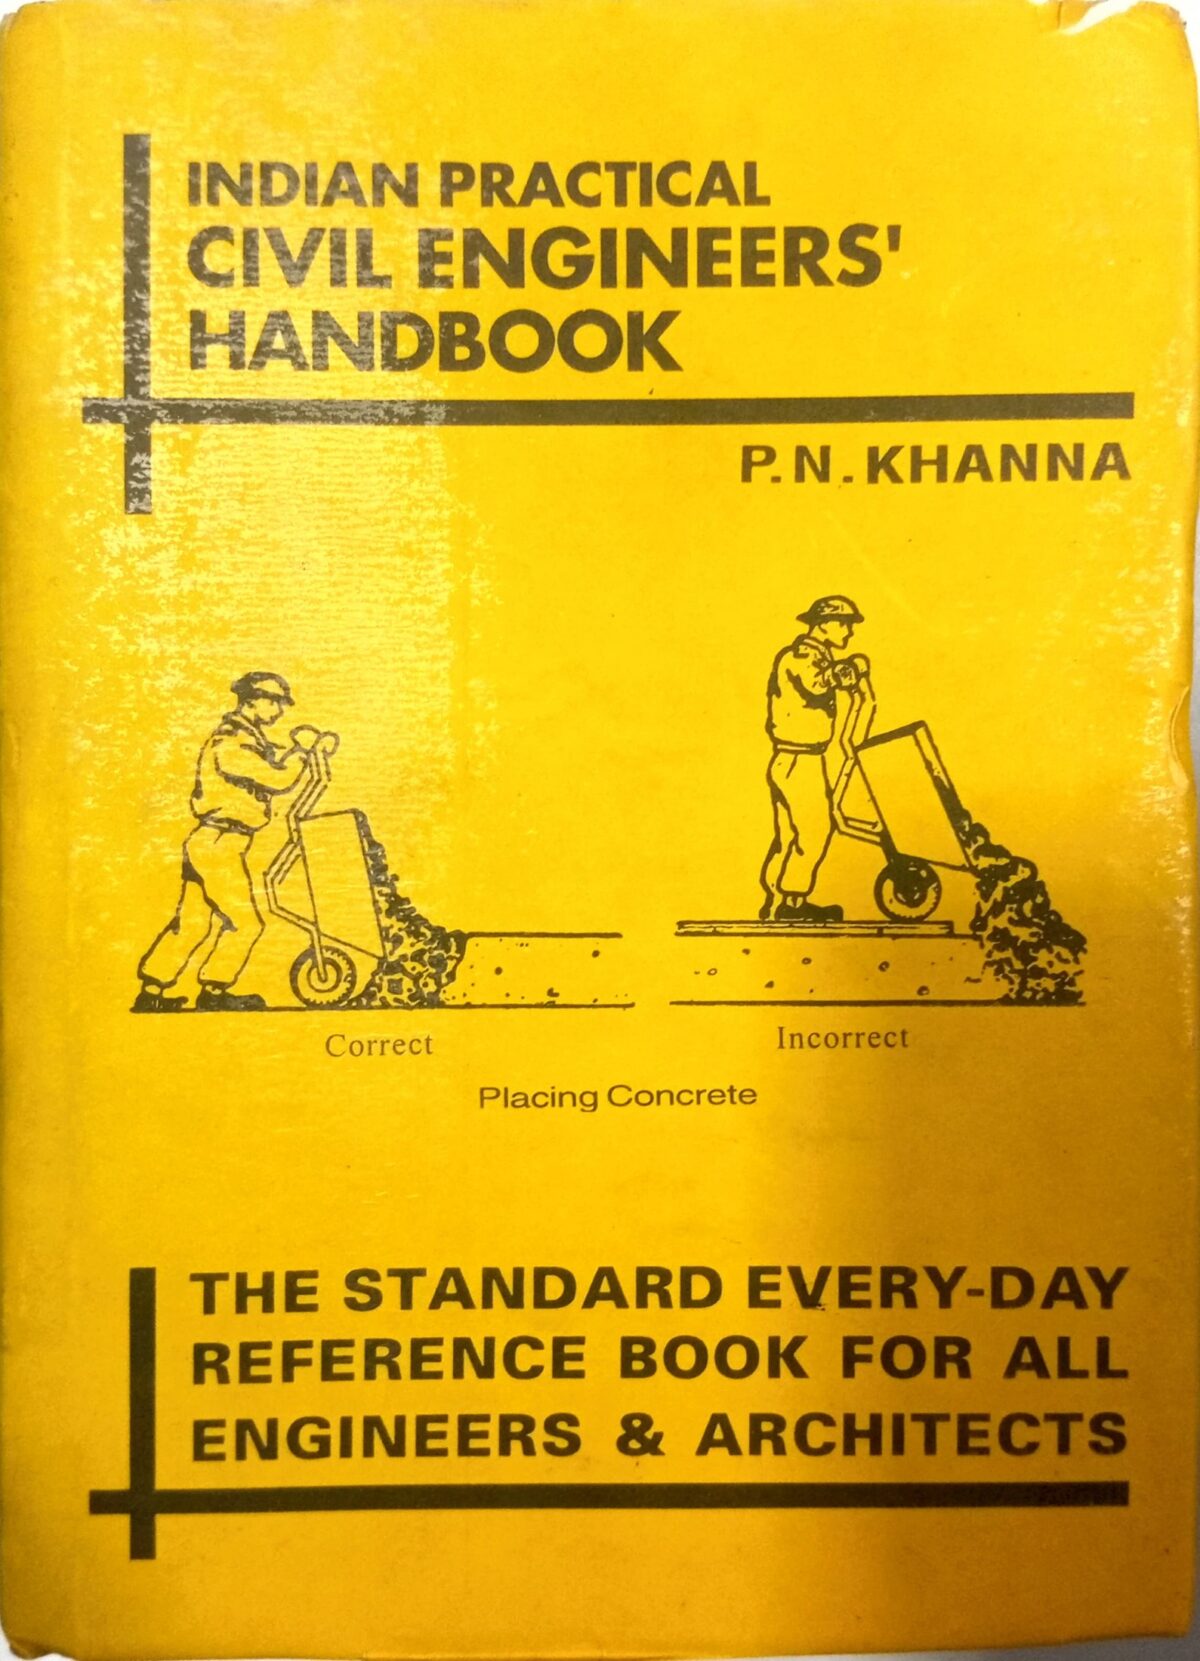 INDIAN PRACTICAL
CIVIL ENGINEERS'
HANDBOOK
P.N.KHANNA
Correct
Incorrect
Placing Concrete
THE STANDARD EVERY-DAY
REFERENCE BOOK FOR ALL
ENGINEERS & ARCHITECTS